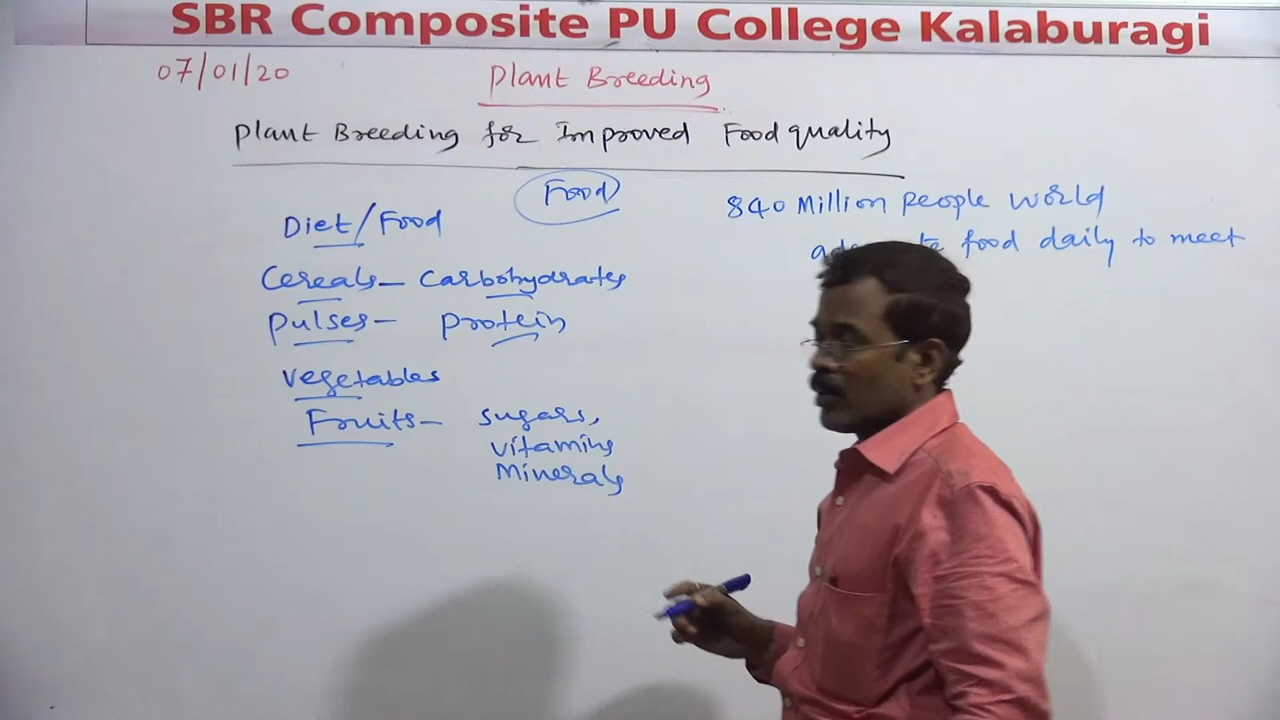 SBR Composite PU College Kalaburagi
07/01/20
Plant Breeding
Plant Breeding for Improved Food quality
Food
Diet/Food
Cereals - Carbohydrates
Pulses - Protein
Vegetables
Fruits - Sugars,
Vitamins
Minerals
840 Million people world
food daily to meet